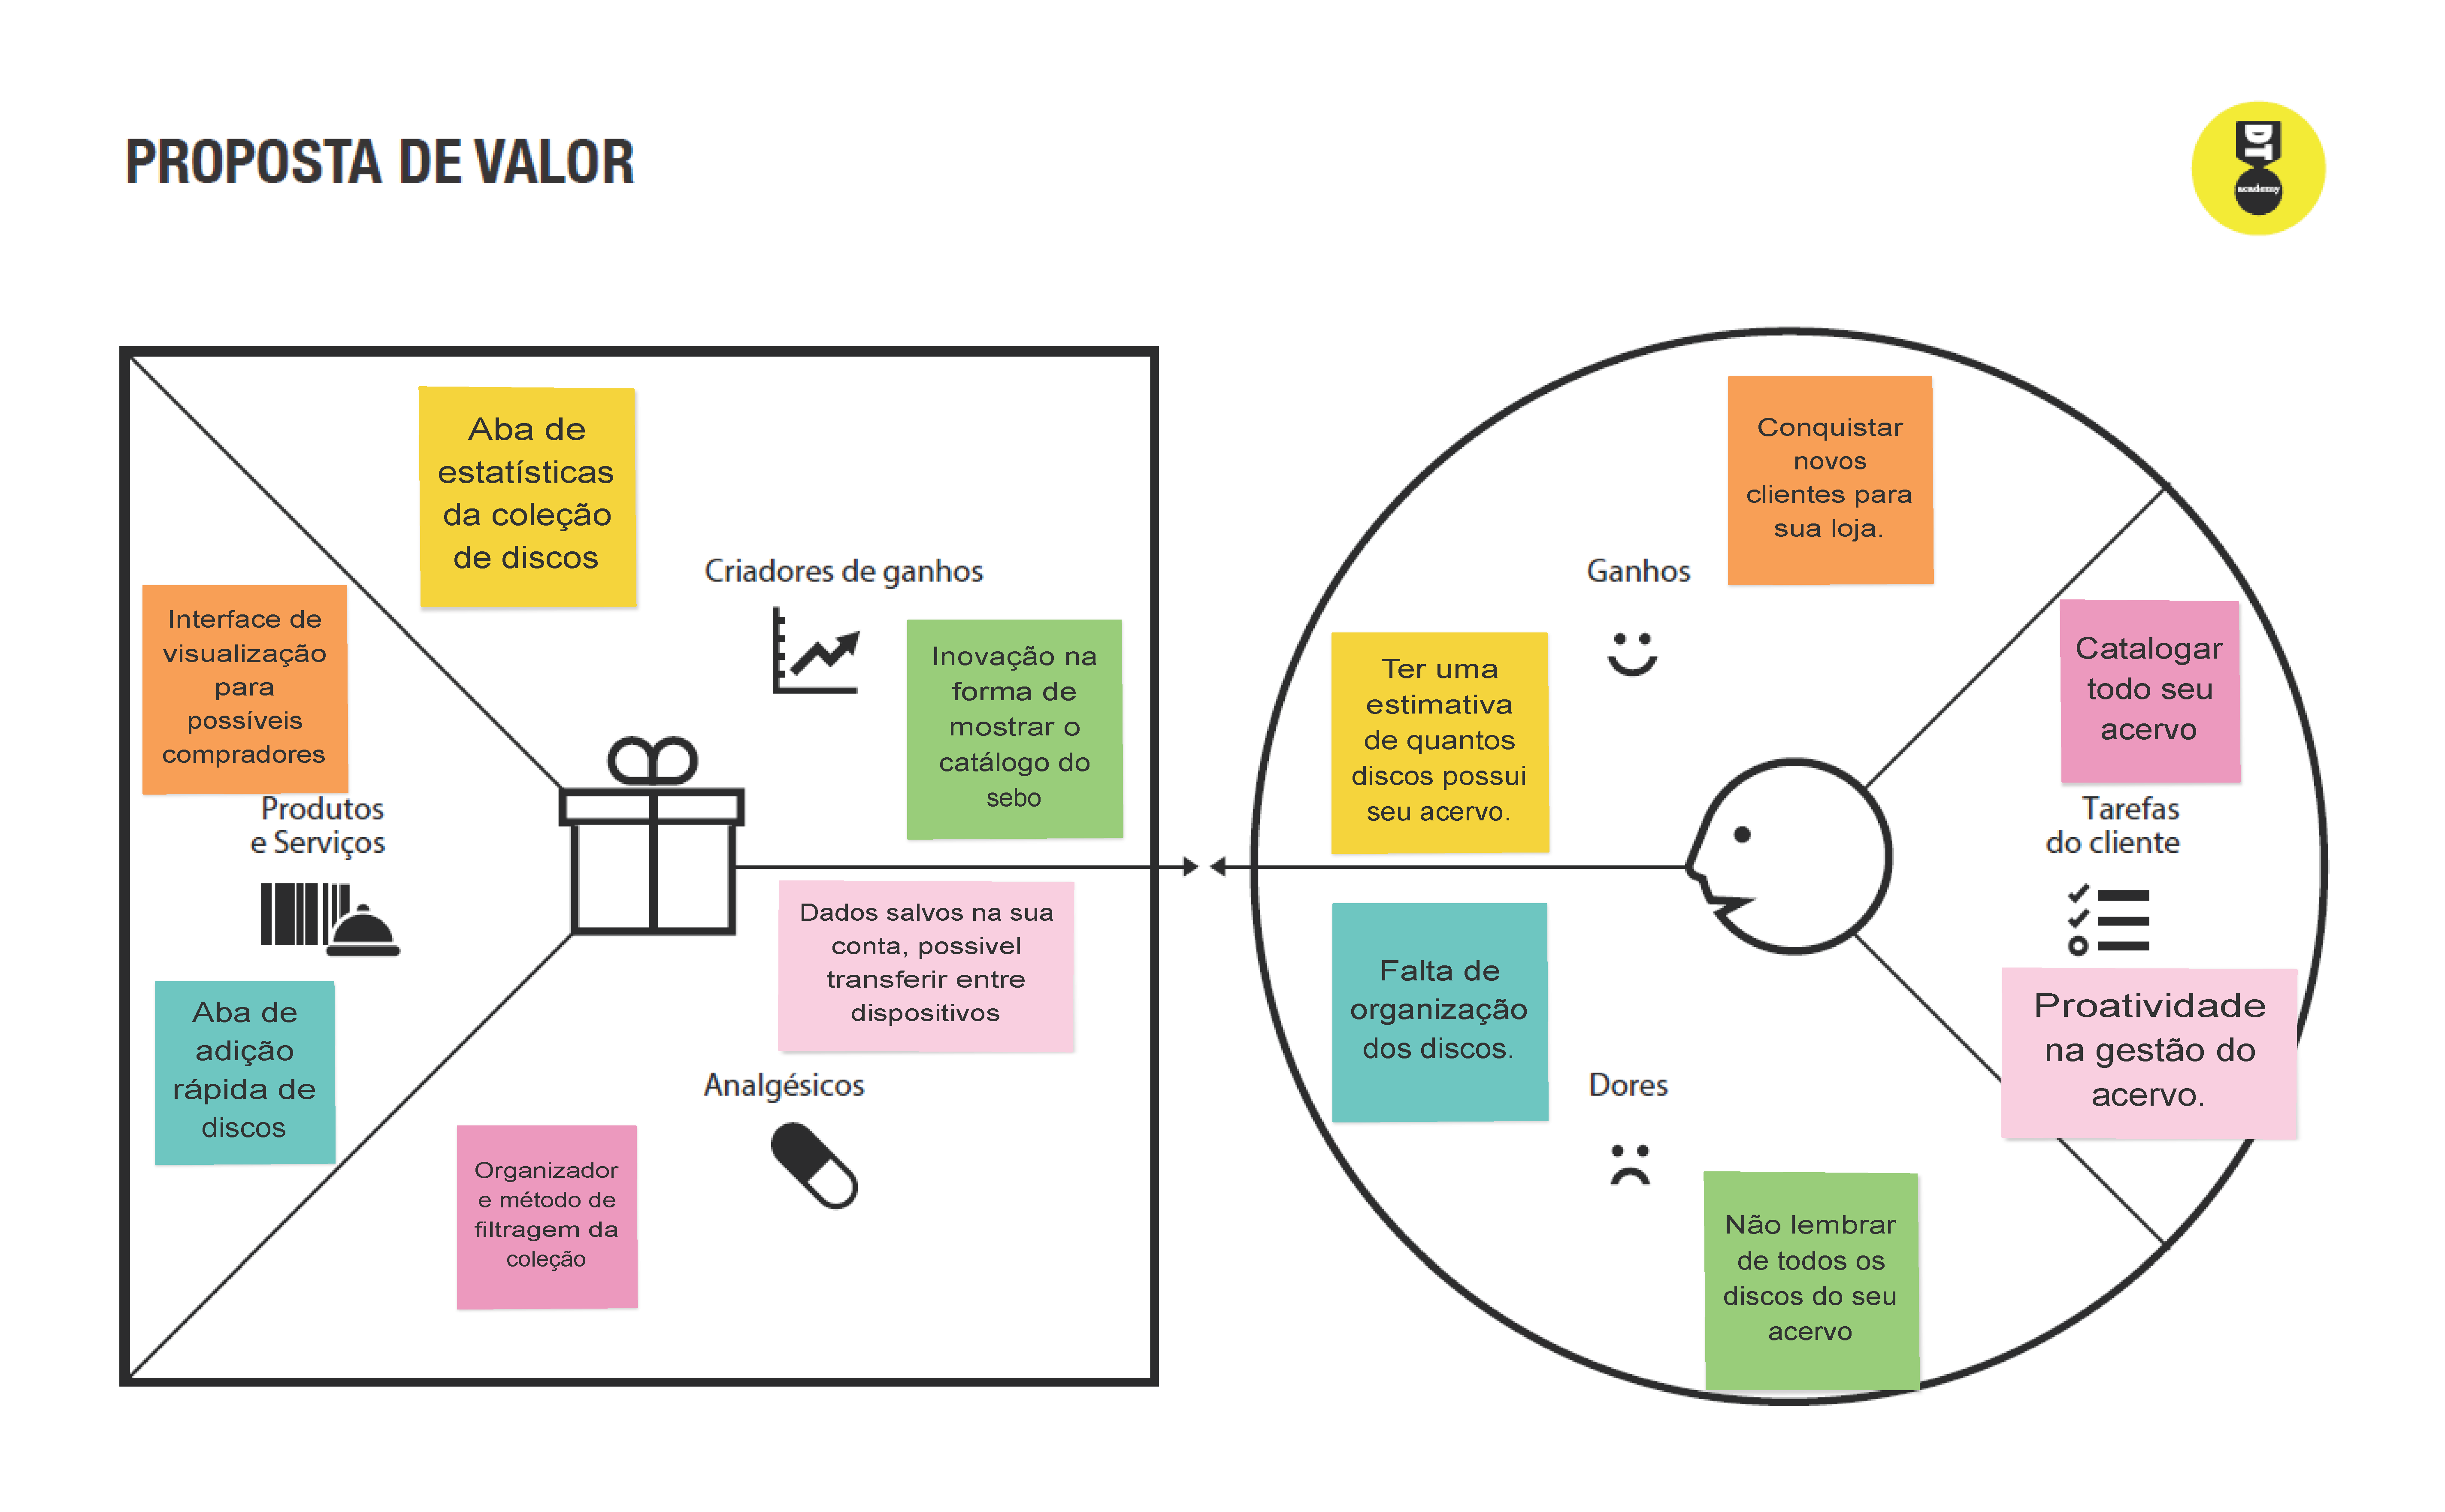 PROPOSTA DE VALOR
DT
academy
Aba de
estatísticas
da coleção
de discos
Criadores de ganhos
Inovação na
forma de
mostrar o
catálogo do
sebo
Interface de
visualização
para
possíveis
compradores
Produtos
e Serviços
Aba de
adição
rápida de
discos
Dados salvos na sua
conta, possivel
transferir entre
dispositivos
Analgésicos
Organizador
e método de
filtragem da
coleção
Conquistar
novos
clientes para
sua loja.
Ganhos
Ter uma
estimativa
de quantos
discos possui
seu acervo.
Catalogar
todo seu
acervo
Tarefas
do cliente
Proatividade
na gestão do
acervo.
Falta de
organização
dos discos.
Dores
Não lembrar
de todos os
discos do seu
acervo